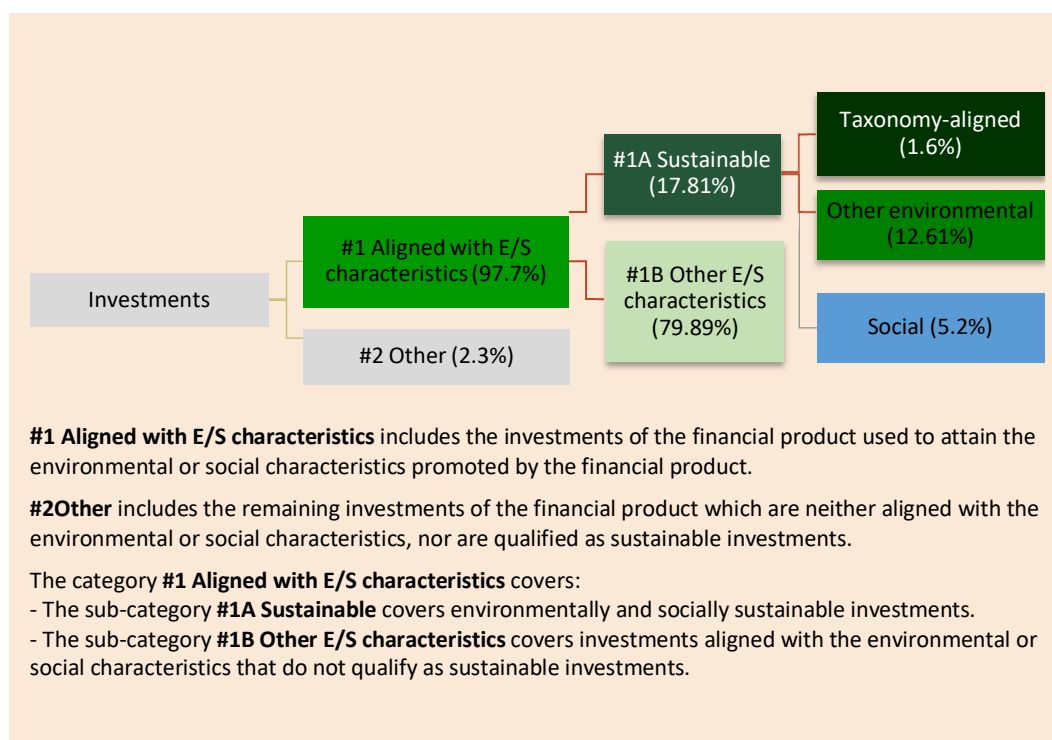 Taxonomy-aligned
(1.6%)
#1A Sustainable
(17.81%)
Other environmental
(12.61%)
#1 Aligned with E/S
characteristics (97.7%)
#1B Other E/S
characteristics
(79.89%)
Investments
Social (5.2%)
#2 Other (2.3%)
#1 Aligned with E/S characteristics includes the investments of the financial product used to attain the
environmental or social characteristics promoted by the financial product.
#2Other includes the remaining investments of the financial product which are neither aligned with the
environmental or social characteristics, nor are qualified as sustainable investments.
The category #1 Aligned with E/S characteristics covers:
- The sub-category #1A Sustainable covers environmentally and socially sustainable investments.
- The sub-category #1B Other E/S characteristics covers investments aligned with the environmental or
social characteristics that do not qualify as sustainable investments.